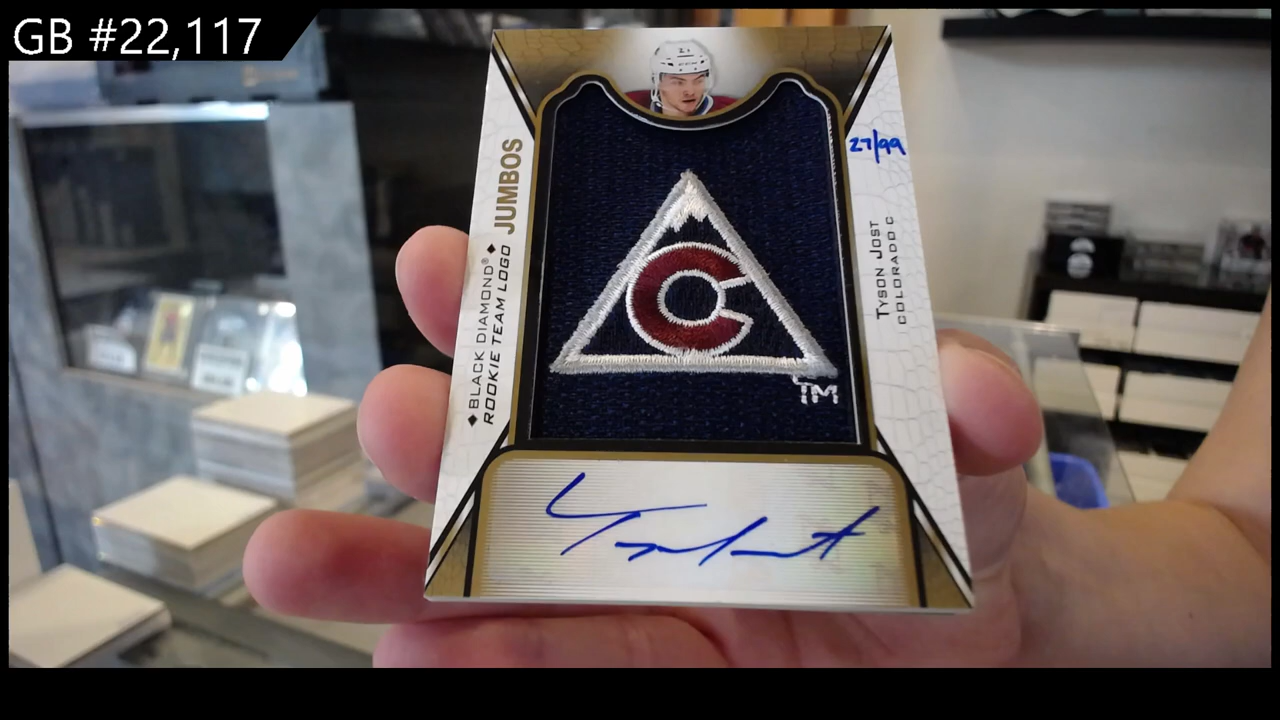 GB #22,117
27/99
BLACK DIAMOND®
ROOKIE TEAM LOGO
JUMBOS
TYSON JOST
COLORADO C
C
TM